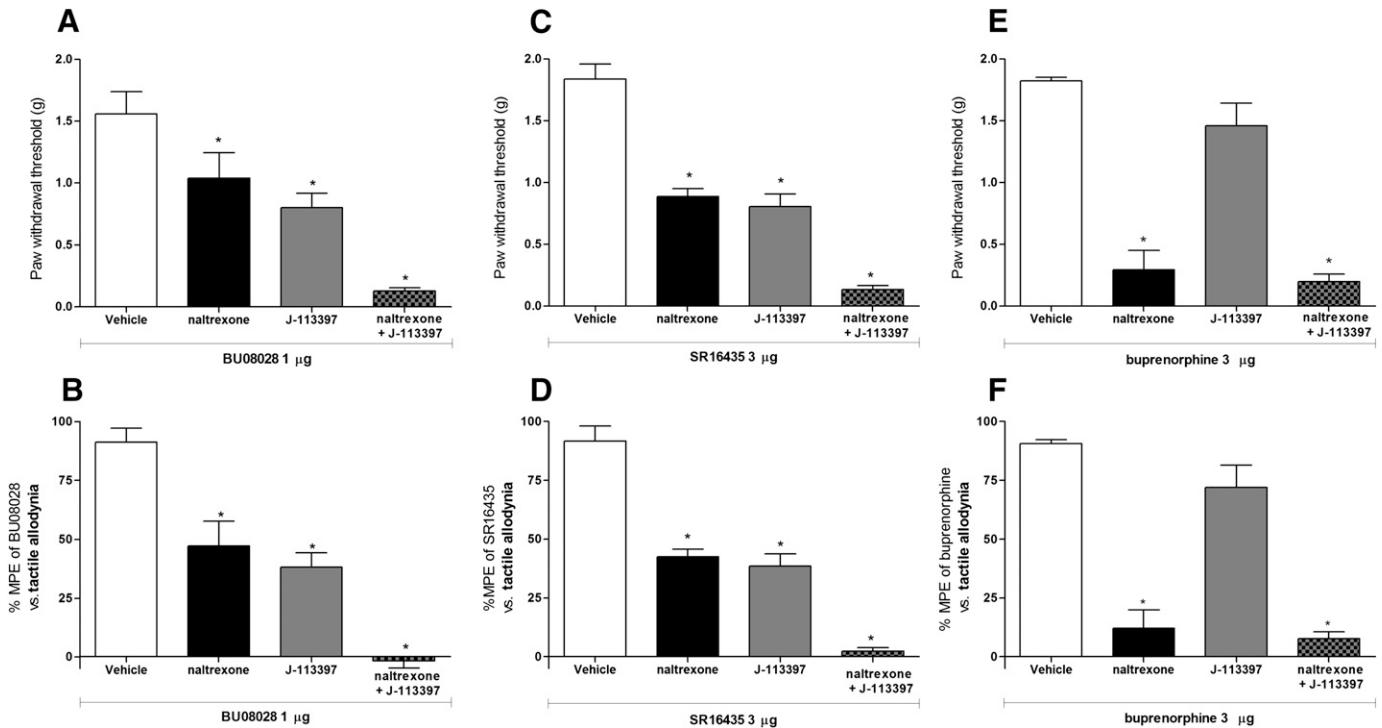 A
Paw withdrawal threshold (g)
2.0
1.5
1.0
0.5
0.0
*
*
*
Vehicle
naltrexone
J-113397
naltrexone
+ J-113397
BU08028 1 μg
C
Paw withdrawal threshold (g)
2.0
1.5
1.0
0.5
0.0
*
*
*
Vehicle
naltrexone
J-113397
naltrexone
+ J-113397
SR16435 3 μg
E
Paw withdrawal threshold (g)
2.0
1.5
1.0
0.5
0.0
*
*
Vehicle
naltrexone
J-113397
naltrexone
+ J-113397
buprenorphine 3 μg
B
% MPE of BU08028
vs. tactile allodynia
100
75
50
25
0
*
*
*
Vehicle
naltrexone
J-113397
naltrexone
+ J-113397
BU08028 1 μg
D
%MPE of SR16435
vs. tactile allodynia
100
75
50
25
0
*
*
*
Vehicle
naltrexone
J-113397
naltrexone
+ J-113397
SR16435 3 μg
F
% MPE of buprenorphine
vs. tactile allodynia
100
75
50
25
0
*
*
Vehicle
naltrexone
J-113397
naltrexone
+ J-113397
buprenorphine 3 μg